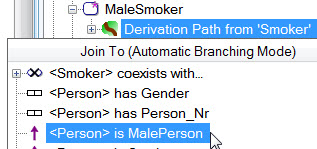 MaleSmoker
Derivation Path from 'Smoker'
Join To (Automatic Branching Mode)
<Smoker> coexists with...
<Person> has Gender
<Person> has Person_Nr
<Person> is MalePerson